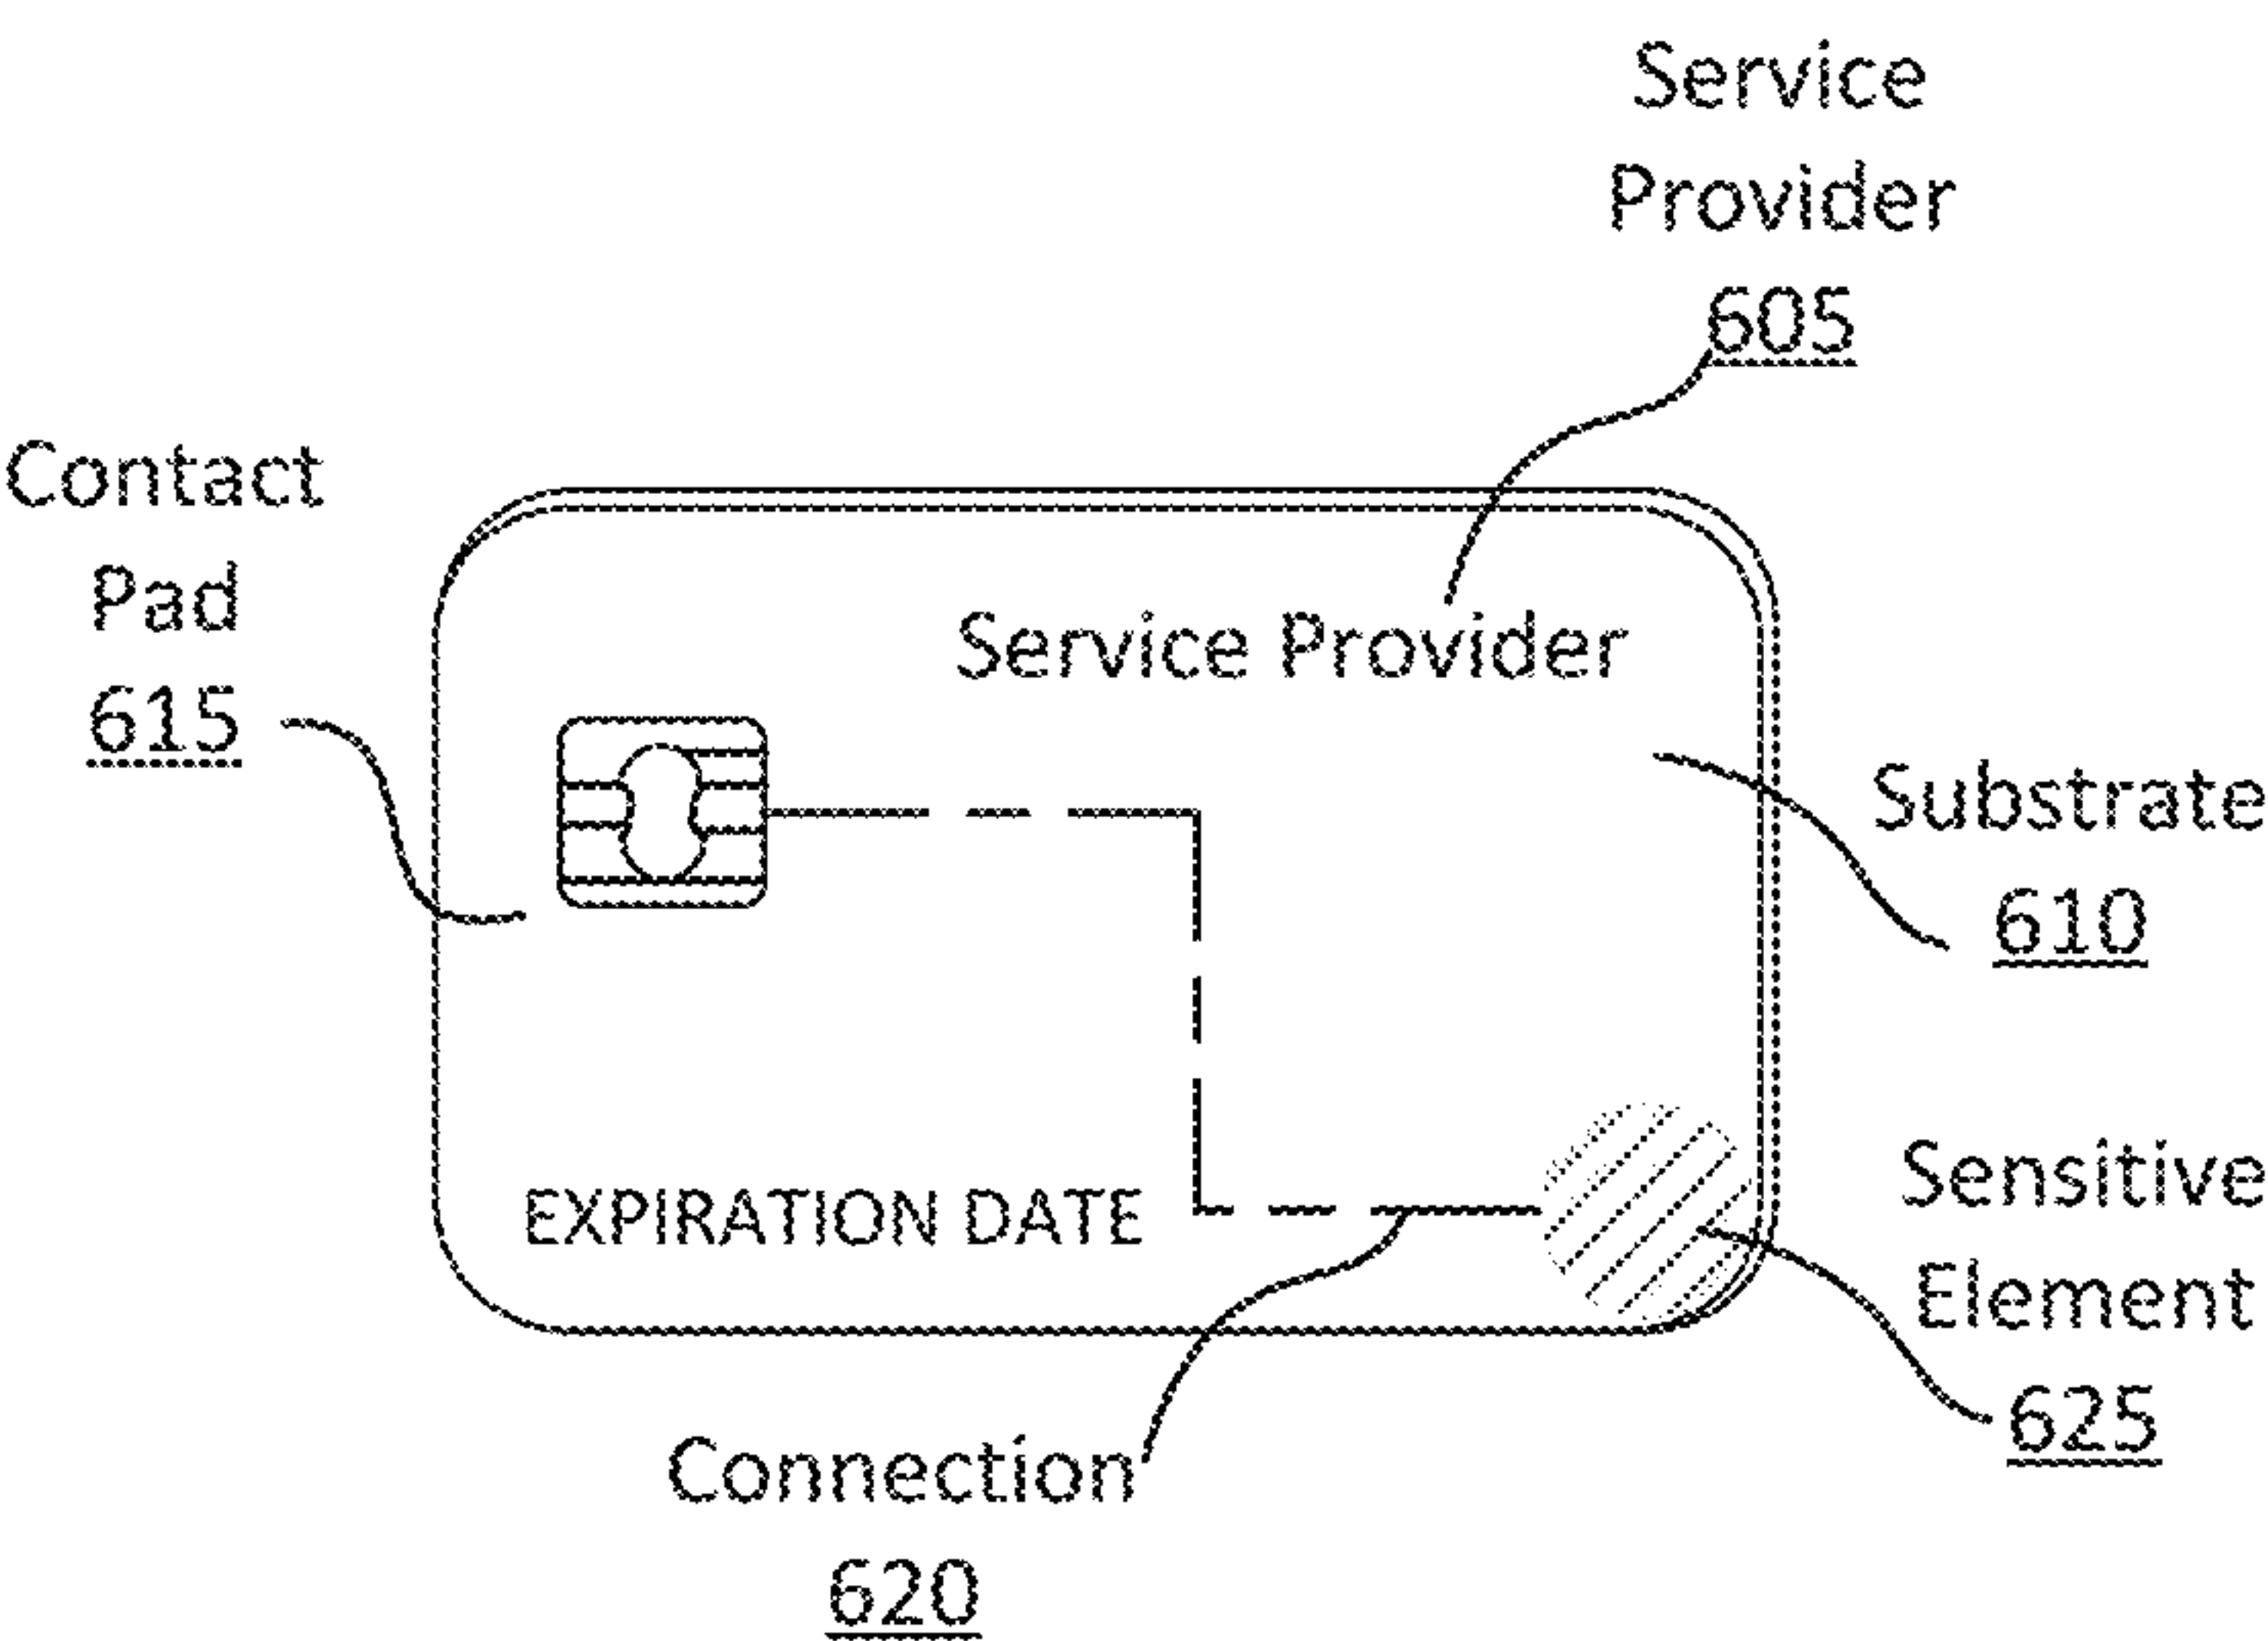 Service
Provider
605
Contact
Pad
615
Service Provider
Substrate
610
EXPIRATION DATE
Sensitive
Element
625
Connection
620